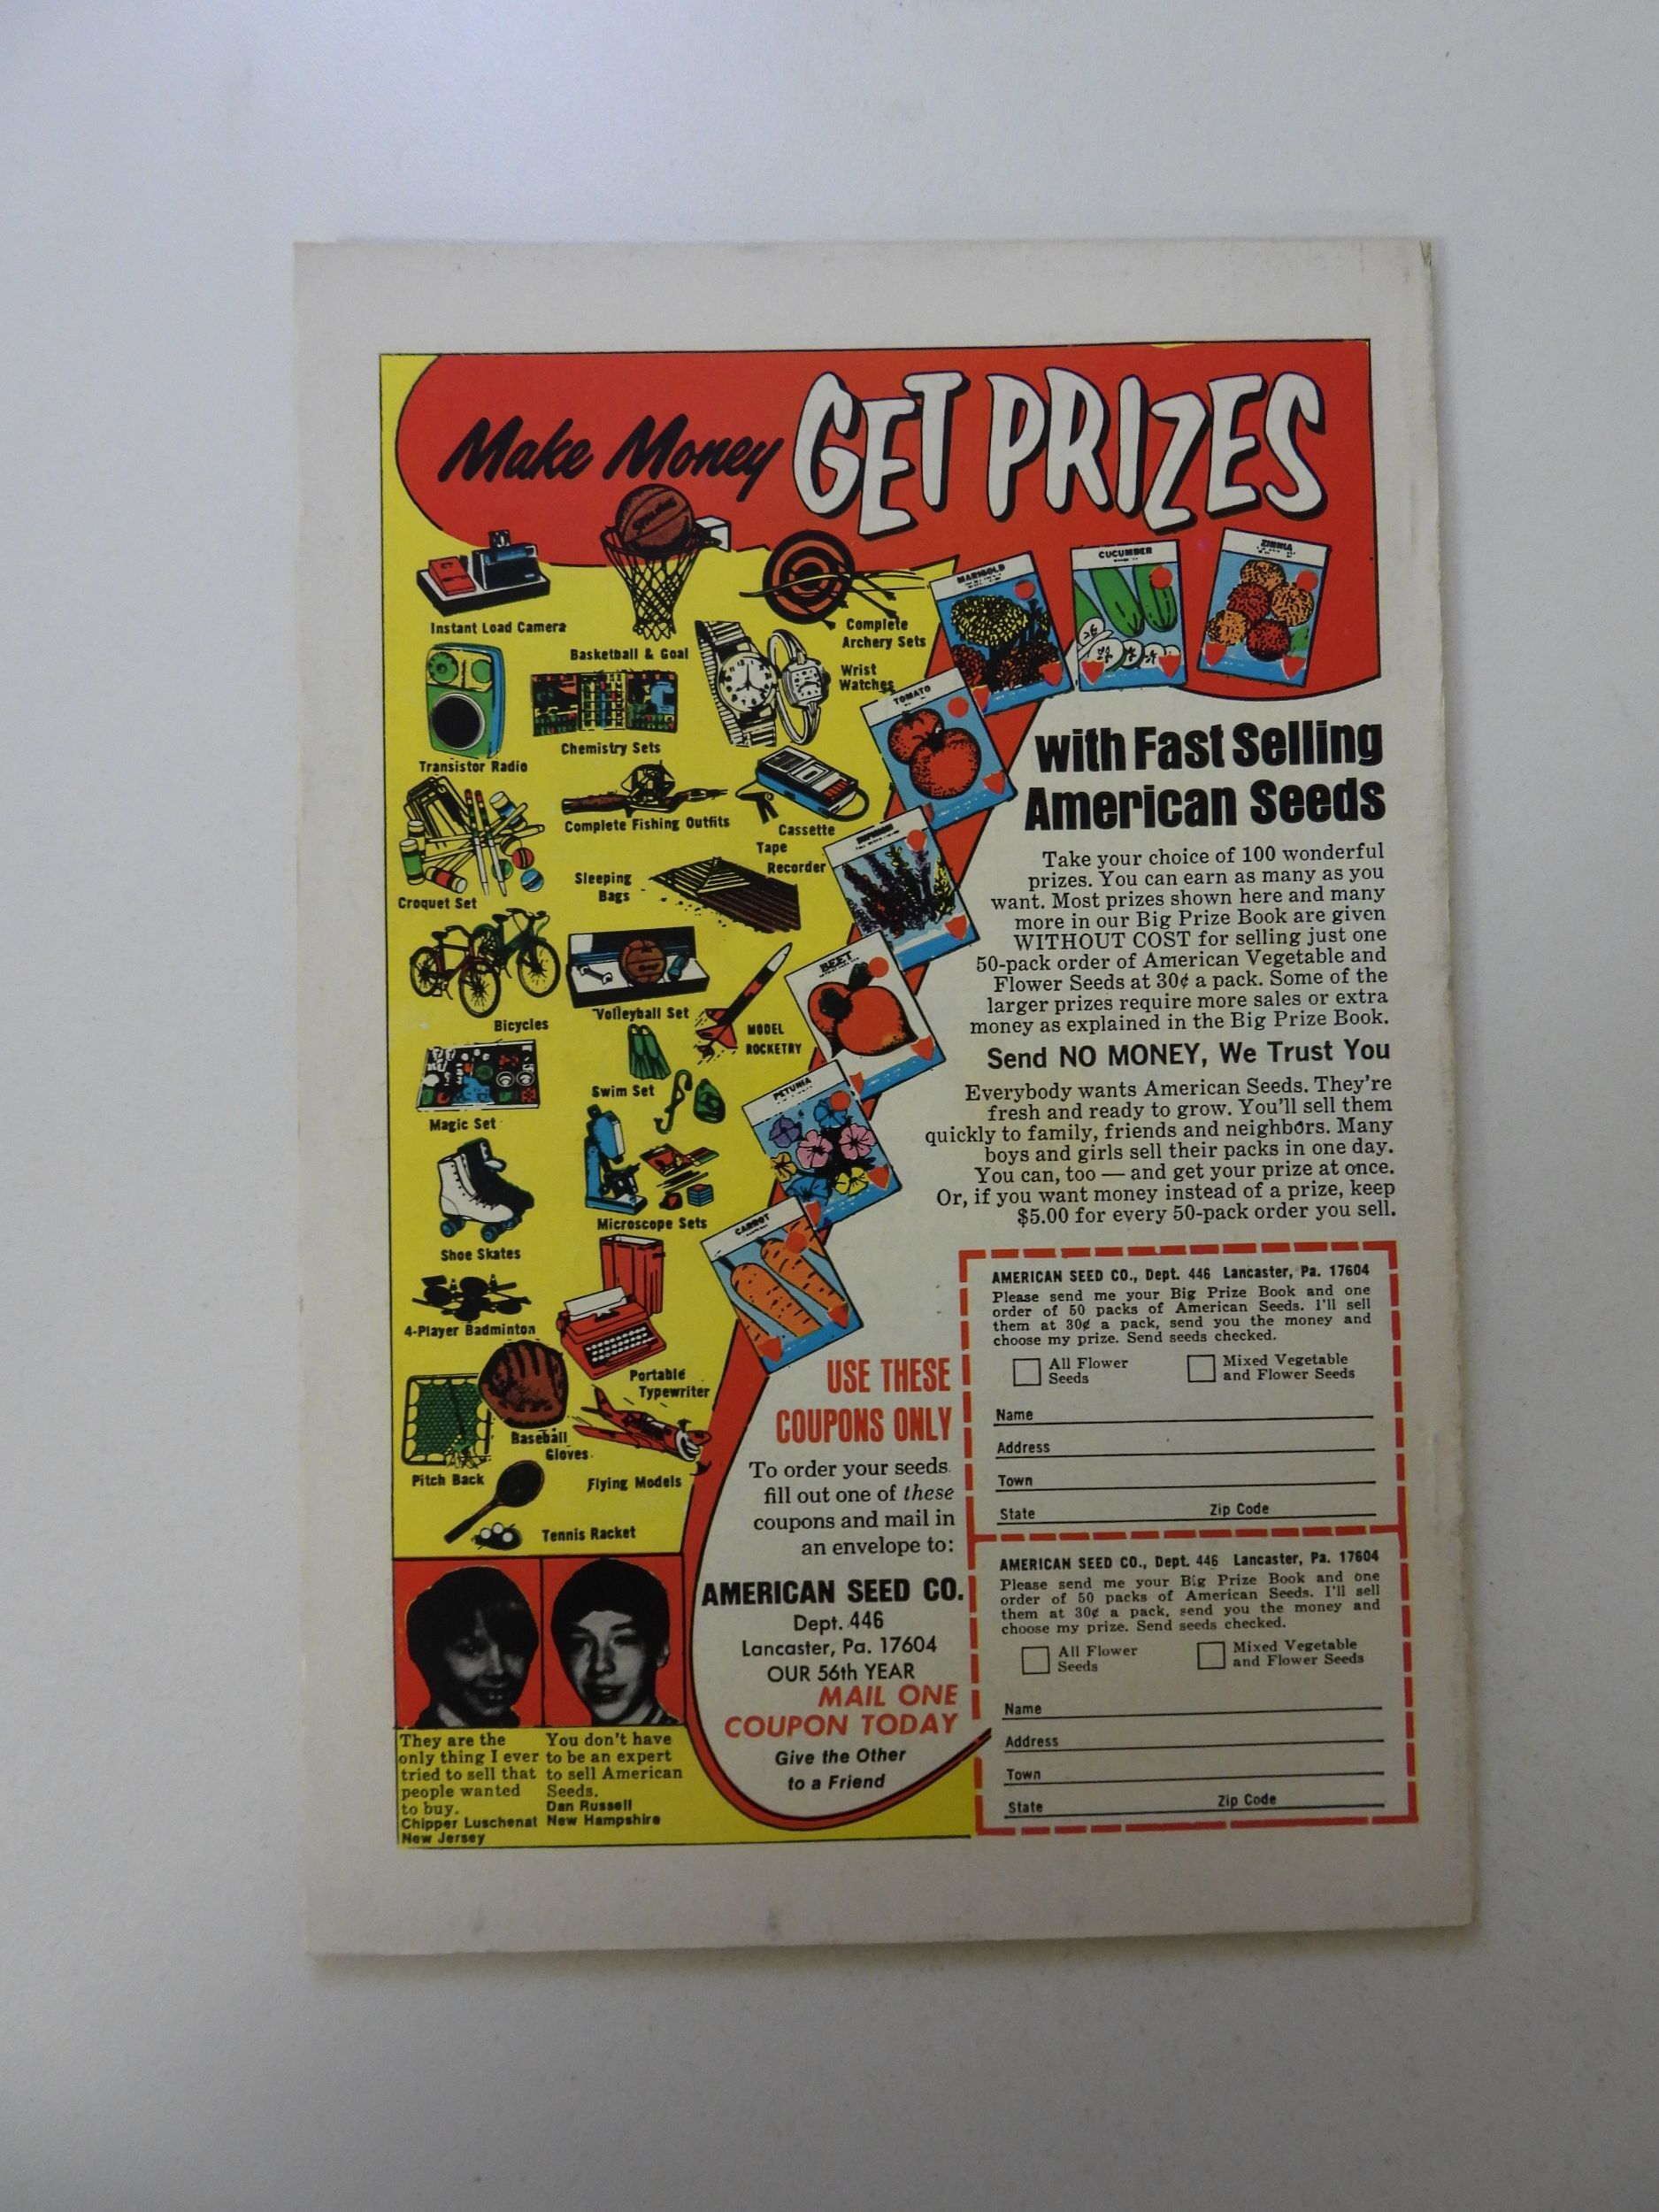 Make Money GET PRIZES
SPALDING
Instant Load Camera
Basketball & Goal
Complete
Archery Sets
Wrist
Watches
Transistor Radio
Chemistry Sets
Complete Fishing Outfits
Cassette
Tape
Recorder
Croquet Set
Sleeping
Bags
Bicycles
Volleyball Set
MODEL
ROCKETRY
Magic Set
Swim Set
Microscope Sets
Shoe Skates
4-Player Badminton
Portable
Typewriter
Baseball
Gloves
Pitch Back
Flying Models
Tennis Racket
MARIGOLD
CUCUMBER
ZINNIA
TOMATO
BEET
PETUNIA
CARROT
with Fast Selling
American Seeds
Take your choice of 100 wonderful
prizes. You can earn as many as you
want. Most prizes shown here and many
more in our Big Prize Book are given
WITHOUT COST for selling just one
50-pack order of American Vegetable and
Flower Seeds at 30¢ a pack. Some of the
larger prizes require more sales or extra
money as explained in the Big Prize Book.
Send NO MONEY, We Trust You
Everybody wants American Seeds. They're
fresh and ready to grow. You'll sell them
quickly to family, friends and neighbors. Many
boys and girls sell their packs in one day.
You can, too — and get your prize at once.
Or, if you want money instead of a prize, keep
$5.00 for every 50-pack order you sell.
USE THESE
COUPONS ONLY
To order your seeds
fill out one of these
coupons and mail in
an envelope to:
AMERICAN SEED CO.
Dept. 446
Lancaster, Pa. 17604
OUR 56th YEAR
MAIL ONE
COUPON TODAY
Give the Other
to a Friend
AMERICAN SEED CO., Dept. 446 Lancaster, Pa. 17604
Please send me your Big Prize Book and one
order of 50 packs of American Seeds. I'll sell
them at 30¢ a pack, send you the money and
choose my prize. Send seeds checked.
All Flower
Seeds
Mixed Vegetable
and Flower Seeds
Name
Address
Town
State Zip Code
AMERICAN SEED CO., Dept. 446 Lancaster, Pa. 17604
Please send me your Big Prize Book and one
order of 50 packs of American Seeds. I'll sell
them at 30¢ a pack, send you the money and
choose my prize. Send seeds checked.
All Flower
Seeds
Mixed Vegetable
and Flower Seeds
Name
Address
Town
State Zip Code
They are the
only thing I ever
tried to sell that
people wanted
to buy.
Chipper Luschenat
New Jersey
You don't have
to be an expert
to sell American
Seeds.
Dan Russell
New Hampshire